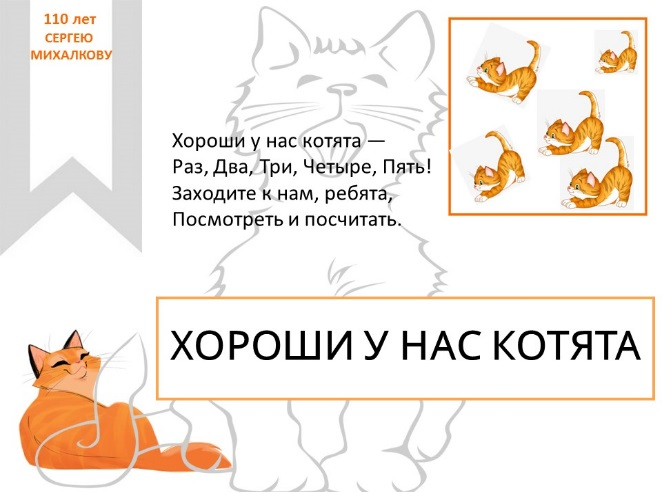 110 лет
СЕРГЕЮ
МИХАЛКОВУ
Хороши у нас котята —
Раз, Два, Три, Четыре, Пять!
Заходите к нам, ребята,
Посмотреть и посчитать.
ХОРОШИ У НАС КОТЯТА